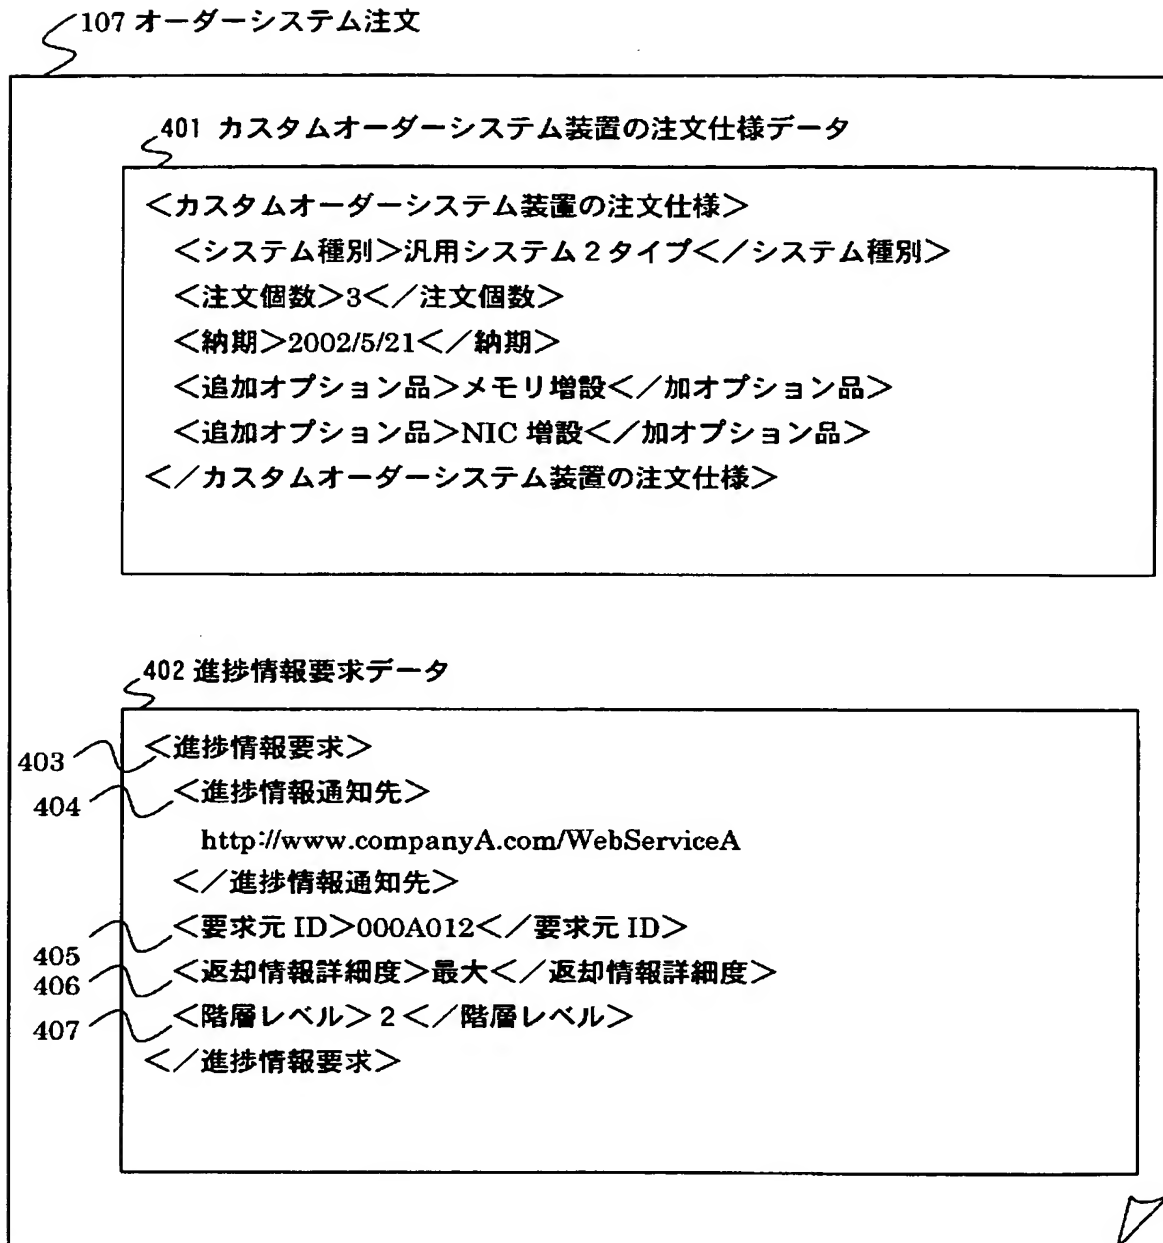 107 オーダーシステム注文
401 カスタムオーダーシステム装置の注文仕様データ
＜カスタムオーダーシステム装置の注文仕様＞
＜システム種別＞汎用システム２タイプ＜／システム種別＞
＜注文個数＞3＜／注文個数＞
＜納期＞2002/5/21＜／納期＞
＜追加オプション品＞メモリ増設＜／加オプション品＞
＜追加オプション品＞NIC 増設＜／加オプション品＞
＜／カスタムオーダーシステム装置の注文仕様＞
402 進捗情報要求データ
403 ＜進捗情報要求＞
404 ＜進捗情報通知先＞
http://www.companyA.com/WebServiceA
＜／進捗情報通知先＞
405 ＜要求元 ID＞000A012＜／要求元 ID＞
406 ＜返却情報詳細度＞最大＜／返却情報詳細度＞
407 ＜階層レベル＞２＜／階層レベル＞
＜／進捗情報要求＞